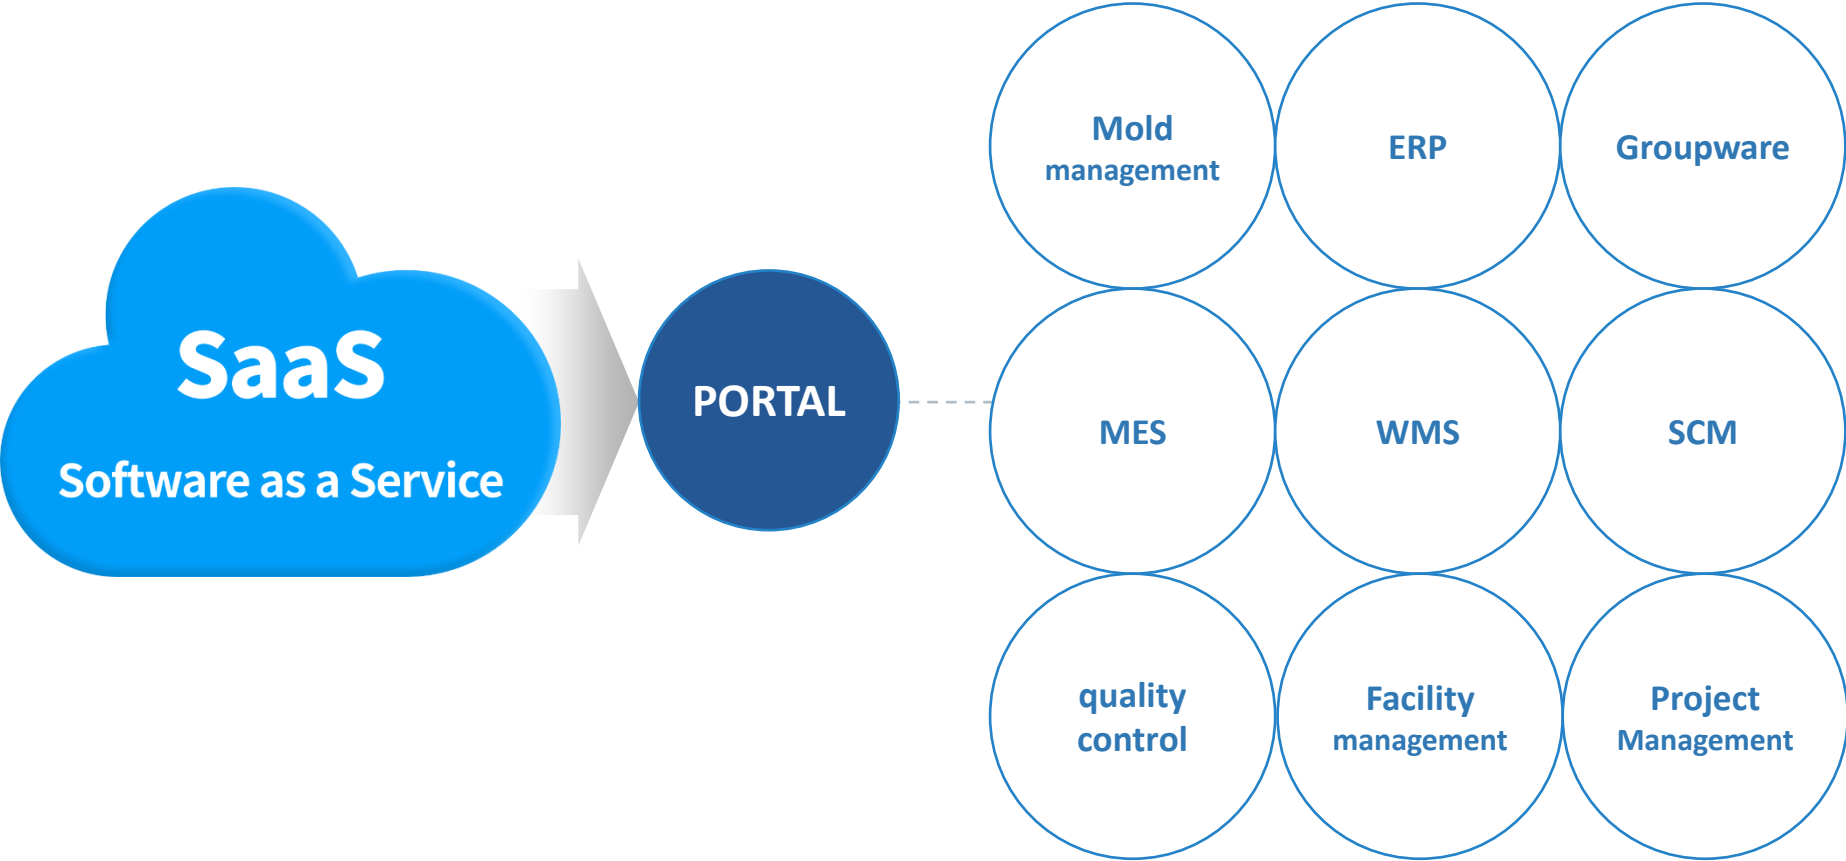 SaaS
Software as a Service
PORTAL
Mold
management
ERP
Groupware
MES
WMS
SCM
quality
control
Facility
management
Project
Management